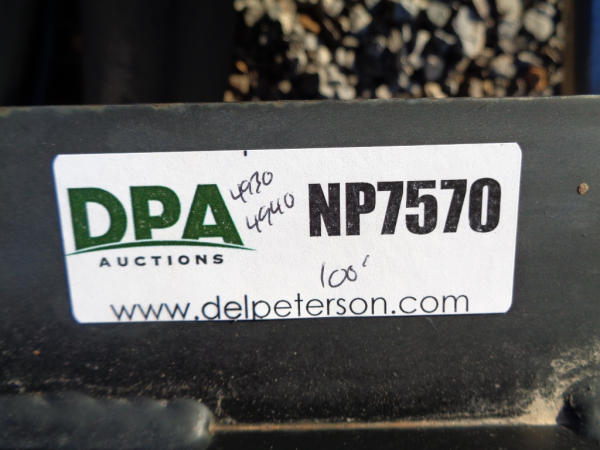 DPA
AUCTIONS
4930
4940
NP7570
100'
www.delpeterson.com